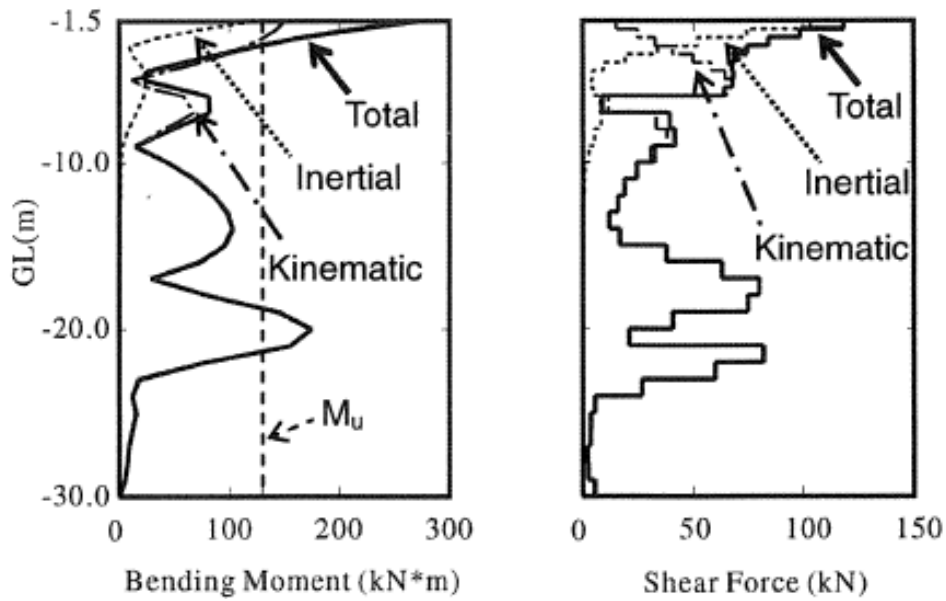 -1.5
-10.0
-20.0
-30.0
GL(m)
Total
Inertial
Kinematic
Mu
0 100 200 300
Bending Moment (kN*m)
Total
Inertial
Kinematic
0 50 100 150
Shear Force (kN)